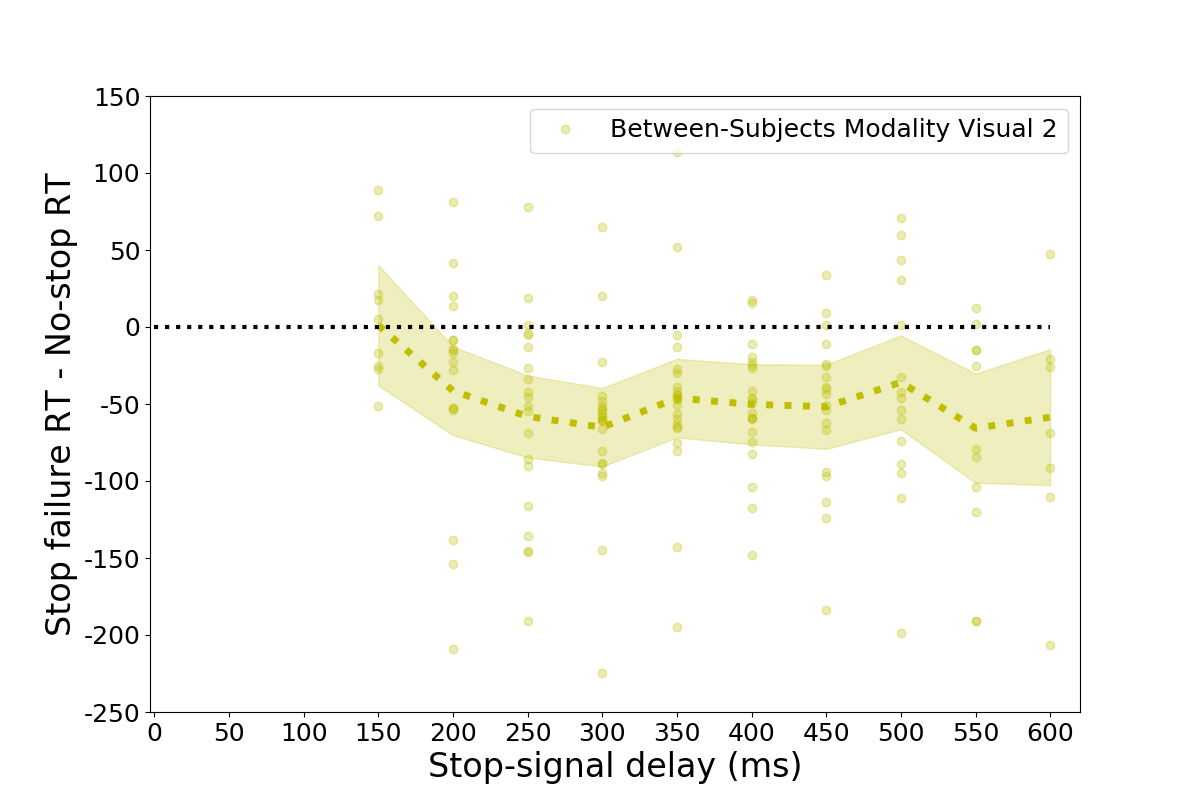 Between-Subjects Modality Visual 2
Stop failure RT - No-stop RT
150
100
50
0
-50
-100
-150
-200
-250
0 50 100 150 200 250 300 350 400 450 500 550 600
Stop-signal delay (ms)